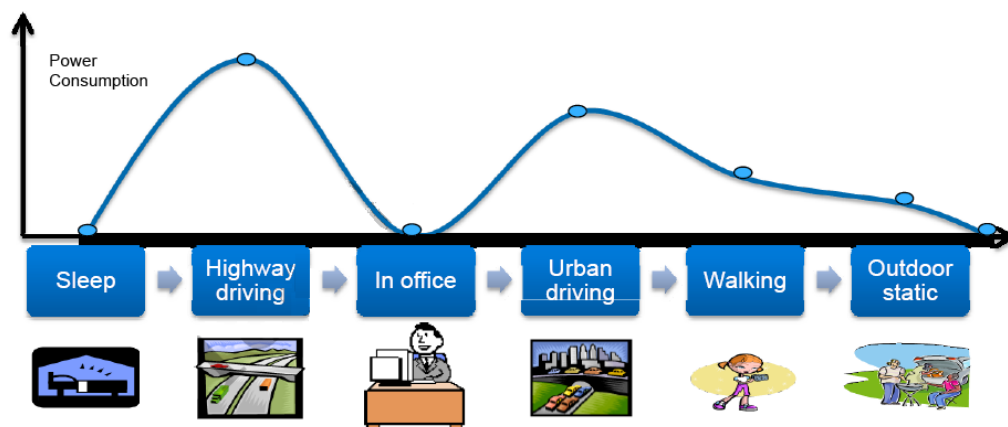 Power
Consumption
Sleep
Highway
driving
In office
Urban
driving
Walking
Outdoor
static